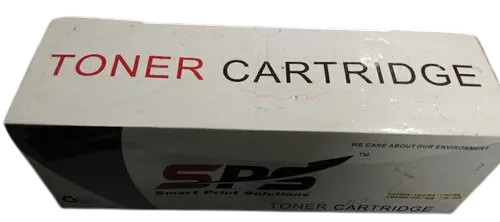 TONER CARTRIDGE
WE CARE ABOUT OUR ENVIRONMENT
SPS TM
Smart Print Solutions
TONER CARTRIDGE